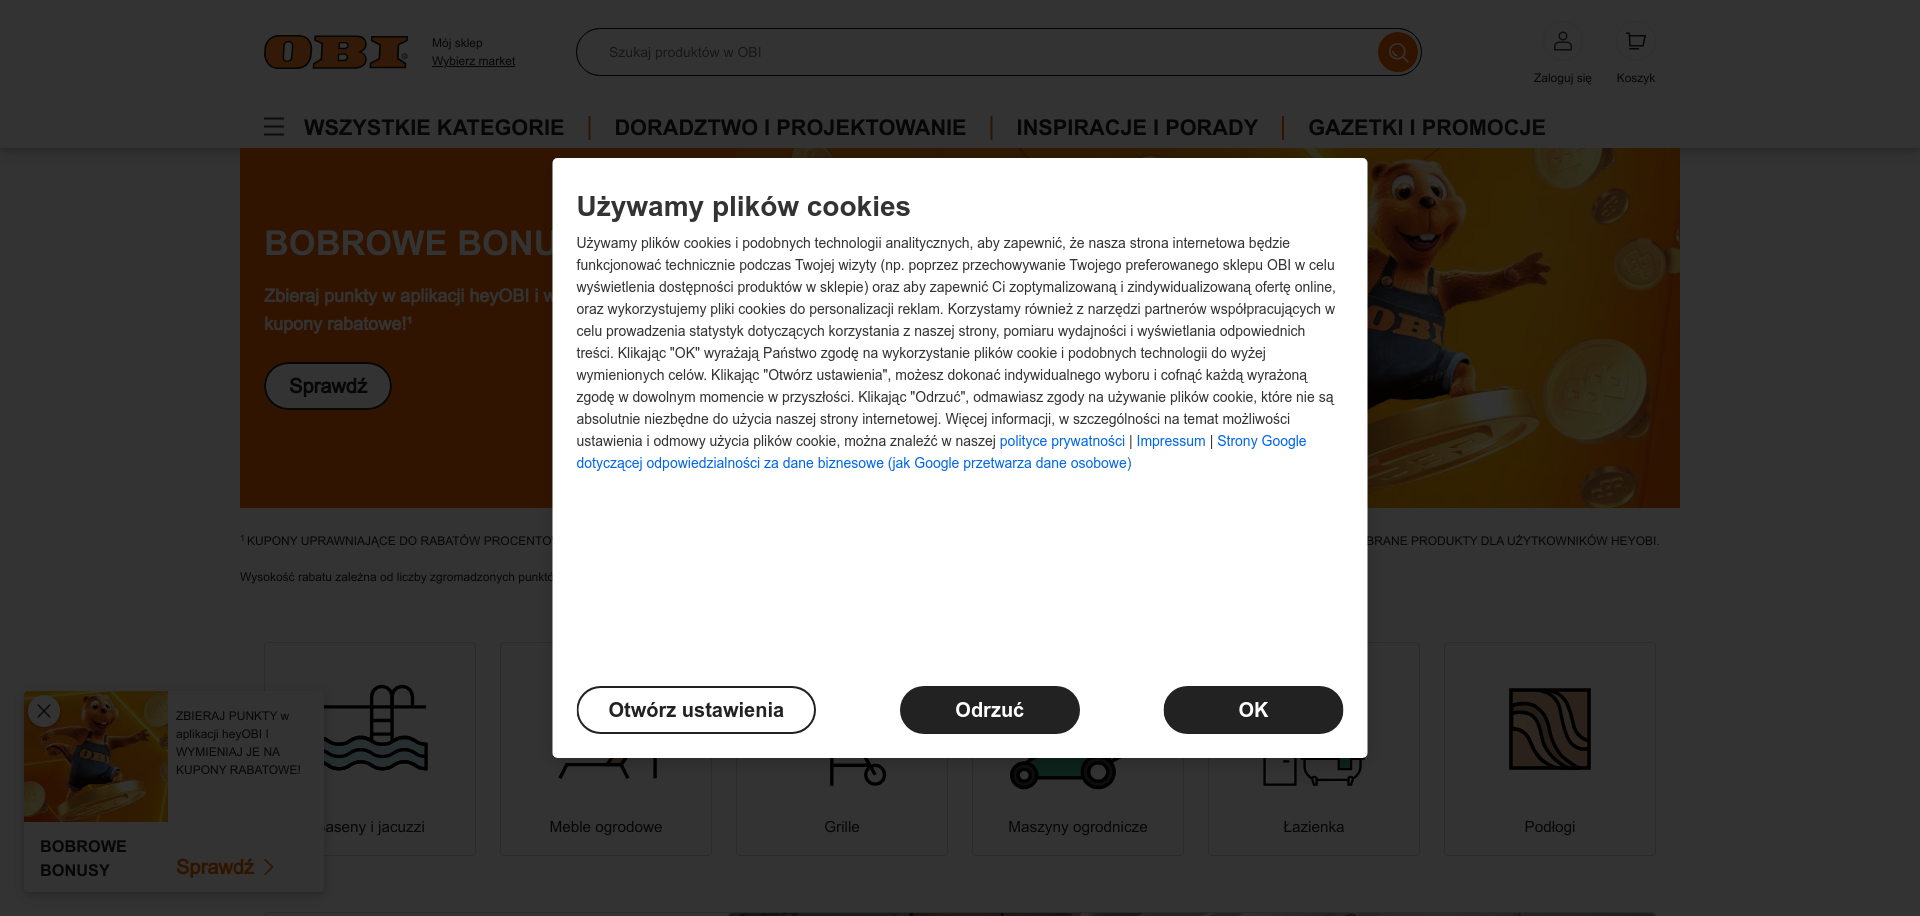 OBI
Mój sklep
Wybierz market
Szukaj produktów w OBI
Zaloguj się
Koszyk
WSZYSTKIE KATEGORIE
DORADZTWO I PROJEKTOWANIE
INSPIRACJE I PORADY
GAZETKI I PROMOCJE
BOBROWE BONU
Zbieraj punkty w aplikacji heyOBI i w
kupony rabatowe!¹
Sprawdź
OBI
Używamy plików cookies
Używamy plików cookies i podobnych technologii analitycznych, aby zapewnić, że nasza strona internetowa będzie
funkcjonować technicznie podczas Twojej wizyty (np. poprzez przechowywanie Twojego preferowanego sklepu OBI w celu
wyświetlenia dostępności produktów w sklepie) oraz aby zapewnić Ci zoptymalizowaną i zindywidualizowaną ofertę online,
oraz wykorzystujemy pliki cookies do personalizacji reklam. Korzystamy również z narzędzi partnerów współpracujących w
celu prowadzenia statystyk dotyczących korzystania z naszej strony, pomiaru wydajności i wyświetlania odpowiednich
treści. Klikając "OK" wyrażają Państwo zgodę na wykorzystanie plików cookie i podobnych technologii do wyżej
wymienionych celów. Klikając "Otwórz ustawienia", możesz dokonać indywidualnego wyboru i cofnąć każdą wyrażoną
zgodę w dowolnym momencie w przyszłości. Klikając "Odrzuć", odmawiasz zgody na używanie plików cookie, które nie są
absolutnie niezbędne do użycia naszej strony internetowej. Więcej informacji, w szczególności na temat możliwości
ustawienia i odmowy użycia plików cookie, można znaleźć w naszej polityce prywatności | Impressum | Strony Google
dotyczącej odpowiedzialności za dane biznesowe (jak Google przetwarza dane osobowe)
Otwórz ustawienia
Odrzuć
OK
¹ KUPONY UPRAWNIAJĄCE DO RABATÓW PROCENTO
BRANE PRODUKTY DLA UŻYTKOWNIKÓW HEYOBI.
Wysokość rabatu zależna od liczby zgromadzonych punktó
aseny i jacuzzi
Meble ogrodowe
Grille
Maszyny ogrodnicze
Łazienka
Podłogi
OBI
ZBIERAJ PUNKTY w
aplikacji heyOBI I
WYMIENIAJ JE NA
KUPONY RABATOWE!
BOBROWE
BONUSY
Sprawdź